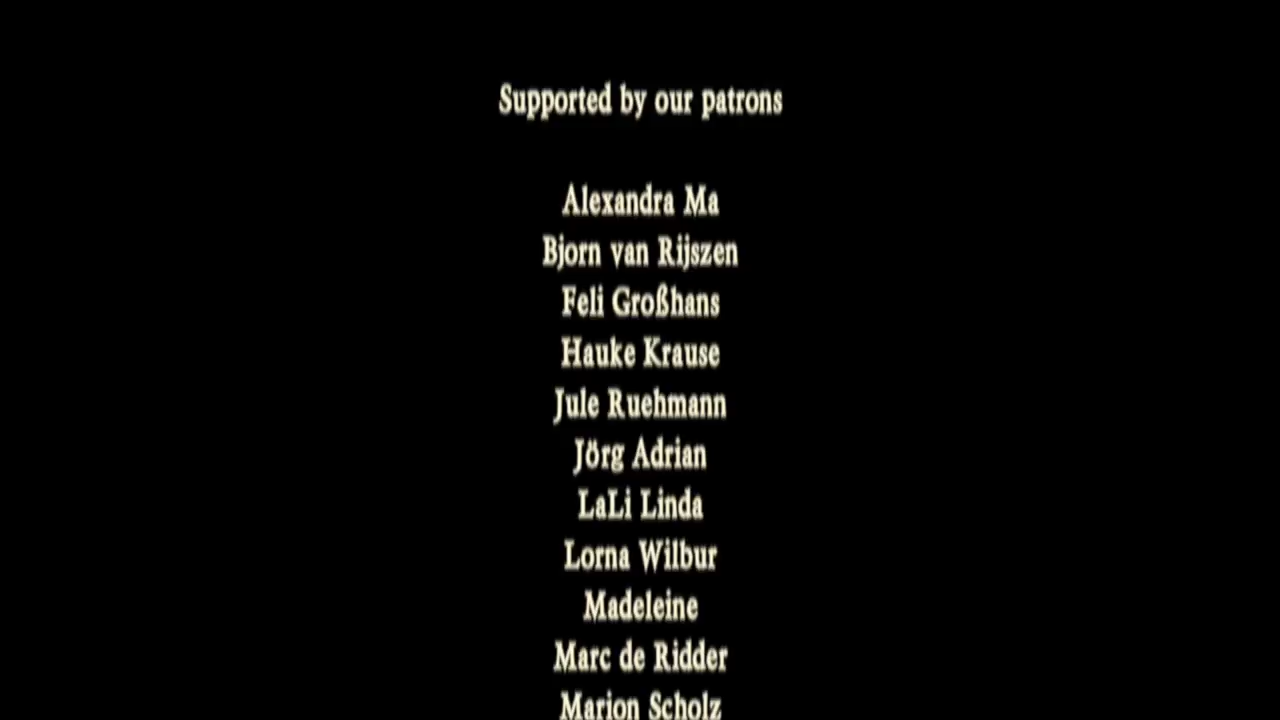 Supported by our patrons
Alexandra Ma
Bjorn van Rijszen
Feli Großhans
Hauke Krause
Jule Ruehmann
Jörg Adrian
LaLi Linda
Lorna Wilbur
Madeleine
Marc de Ridder
Marion Scholz